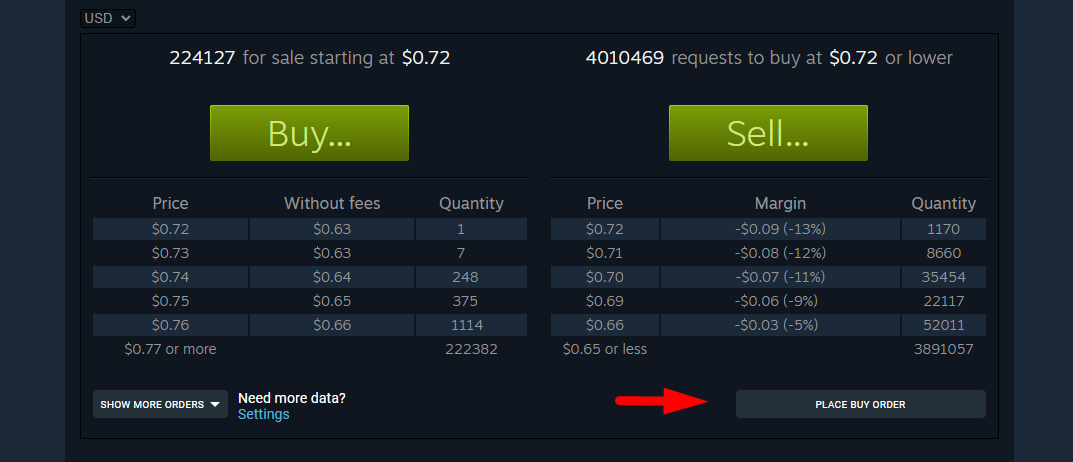 USD
224127 for sale starting at $0.72
4010469 requests to buy at $0.72 or lower
Buy...
Sell...
Price Without fees Quantity
$0.72 $0.63 1
$0.73 $0.63 7
$0.74 $0.64 248
$0.75 $0.65 375
$0.76 $0.66 1114
$0.77 or more 222382
Price Margin Quantity
$0.72 -$0.09 (-13%) 1170
$0.71 -$0.08 (-12%) 8660
$0.70 -$0.07 (-11%) 35454
$0.69 -$0.06 (-9%) 22117
$0.66 -$0.03 (-5%) 52011
$0.65 or less 3891057
SHOW MORE ORDERS
Need more data?
Settings
PLACE BUY ORDER